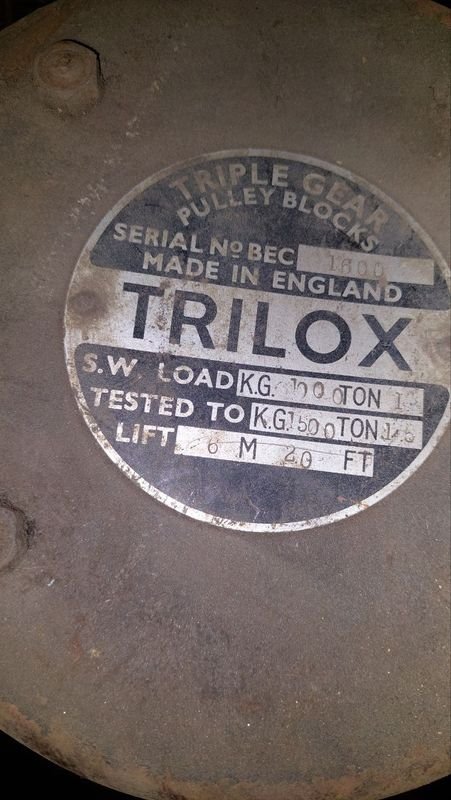 TRIPLE GEAR
PULLEY BLOCKS
SERIAL No BEC 1600
MADE IN ENGLAND
TRILOX
S.W LOAD K.G. 1000 TON 1
TESTED TO K.G. 1500 TON 1.5
LIFT 6 M 20 FT